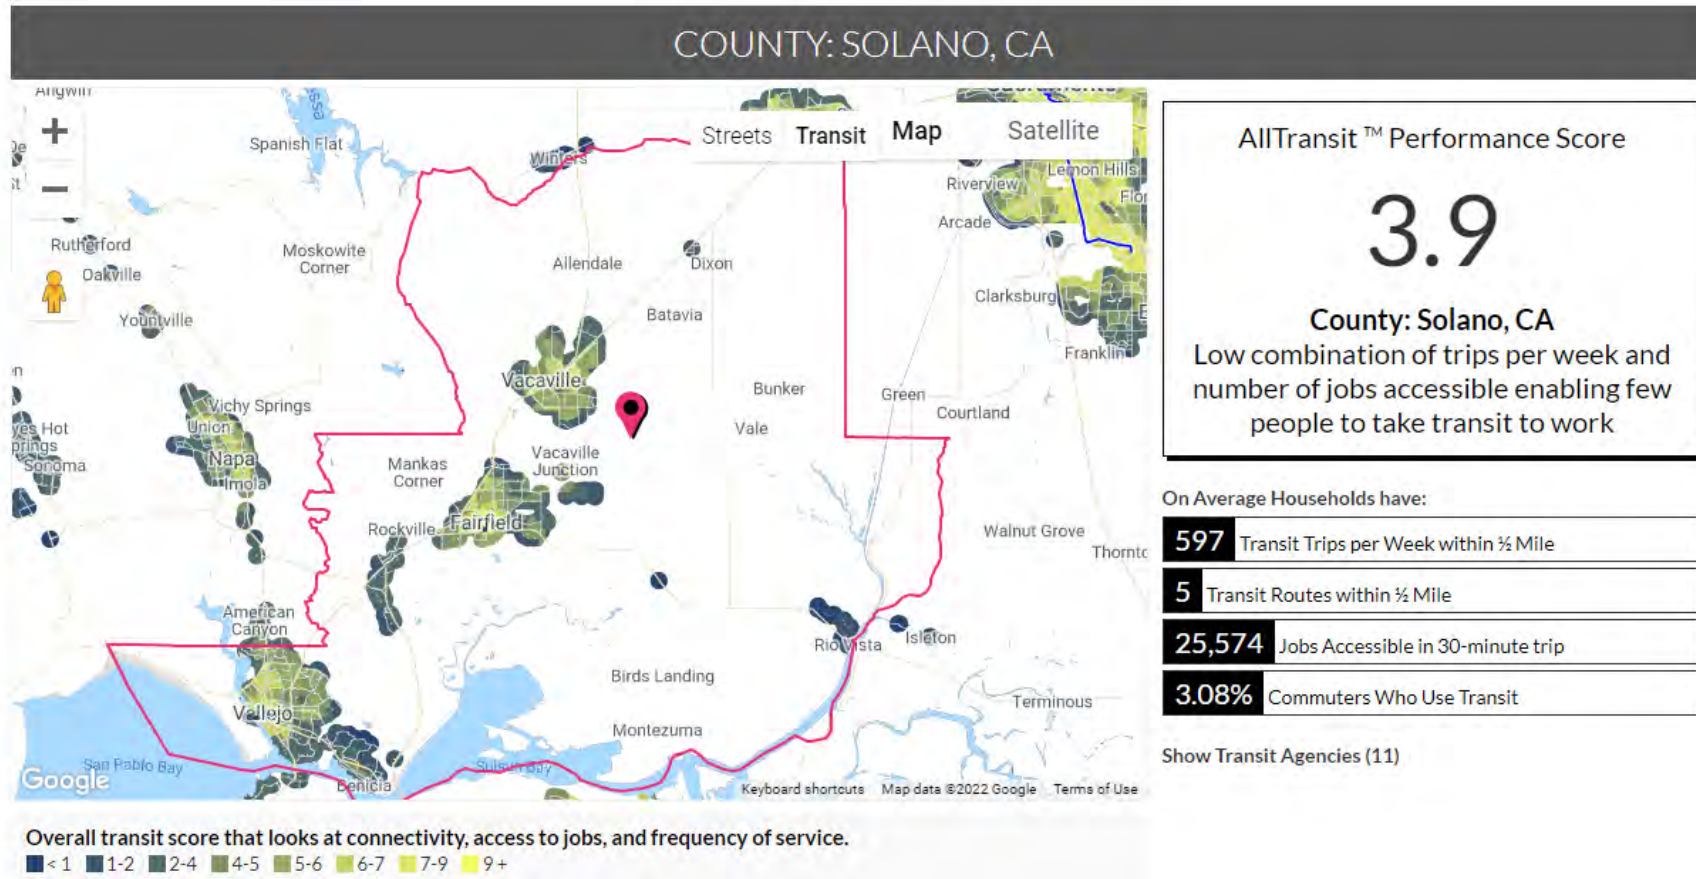 COUNTY: SOLANO, CA
Angwin
Spanish Flat
Winters
Streets Transit Map Satellite
Lemon Hills
Riverview
Arcade
Rutherford
Oakville
Moskowite
Corner
Allendale
Dixon
Clarksburg
Yountville
Batavia
Franklin
Vacaville
Bunker
Green
Courtland
Vale
Vichy Springs
Union
Napa
Imola
Sonoma
Mankas
Corner
Vacaville
Junction
Rockville
Fairfield
Walnut Grove
American
Canyon
Rio Vista
Isleton
Birds Landing
Terminous
Vallejo
Montezuma
San Pablo Bay
Suisun Bay
Benicia
Google
Keyboard shortcuts Map data ©2022 Google Terms of Use
Overall transit score that looks at connectivity, access to jobs, and frequency of service.
< 1 1-2 2-4 4-5 5-6 6-7 7-9 9 +
AllTransit ™ Performance Score
3.9
County: Solano, CA
Low combination of trips per week and
number of jobs accessible enabling few
people to take transit to work
On Average Households have:
597 Transit Trips per Week within ½ Mile
5 Transit Routes within ½ Mile
25,574 Jobs Accessible in 30-minute trip
3.08% Commuters Who Use Transit
Show Transit Agencies (11)